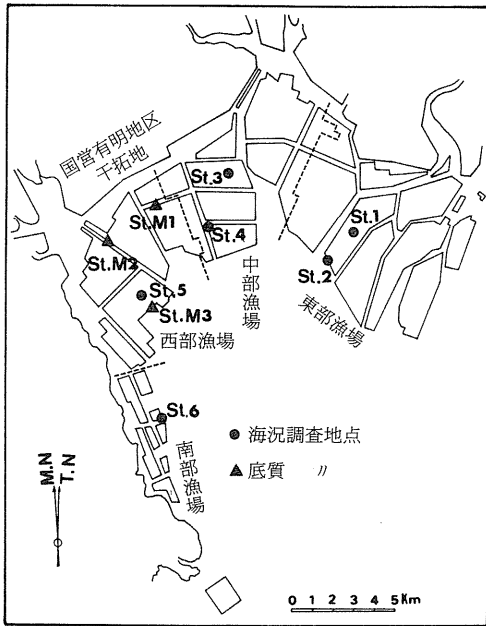 国営有明地区
干拓地
St.3
St.M1
St.1
St.4
St.M2
St.2
St.5
St.M3
中部漁場
東部漁場
西部漁場
St.6
南部漁場
● 海況調査地点
▲ 底質 〃
M.N
T.N
0 1 2 3 4 5Km